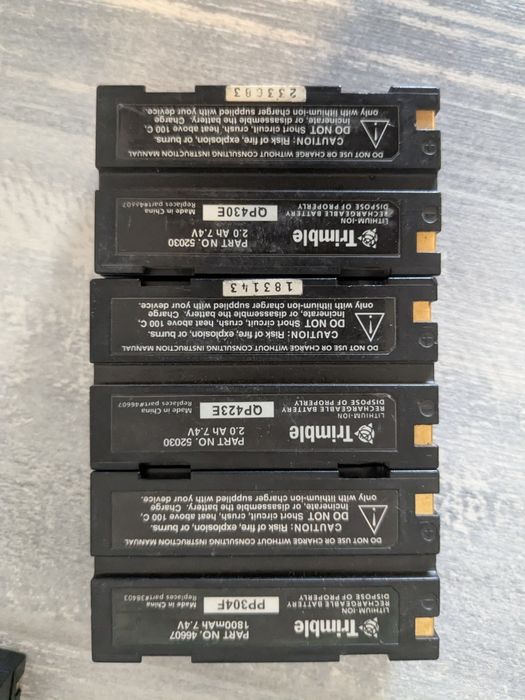 Trimble
PART NO. 46607
1800mAh 7.4V
LITHIUM-ION
RECHARGEABLE BATTERY
DISPOSE OF PROPERLY
PP304F
Made in China
Replaces part#38403
DO NOT USE OR CHARGE WITHOUT CONSULTING INSTRUCTION MANUAL
CAUTION: Risk of fire, explosion, or burns.
DO NOT Short circuit, crush, heat above 100 C,
Incinerate, or disassemble the battery. Charge
only with lithium-ion charger supplied with your device.
Trimble
PART NO. 52030
2.0 Ah 7.4V
LITHIUM-ION
RECHARGEABLE BATTERY
DISPOSE OF PROPERLY
QP423E
Made in China
Replaces part#46607
DO NOT USE OR CHARGE WITHOUT CONSULTING INSTRUCTION MANUAL
CAUTION: Risk of fire, explosion, or burns.
DO NOT Short circuit, crush, heat above 100 C,
Incinerate, or disassemble the battery. Charge
only with lithium-ion charger supplied with your device.
183143
Trimble
PART NO. 52030
2.0 Ah 7.4V
LITHIUM-ION
RECHARGEABLE BATTERY
DISPOSE OF PROPERLY
QP430E
Made in China
Replaces part#46607
DO NOT USE OR CHARGE WITHOUT CONSULTING INSTRUCTION MANUAL
CAUTION: Risk of fire, explosion, or burns.
DO NOT Short circuit, crush, heat above 100 C,
Incinerate, or disassemble the battery. Charge
only with lithium-ion charger supplied with your device.
233C83